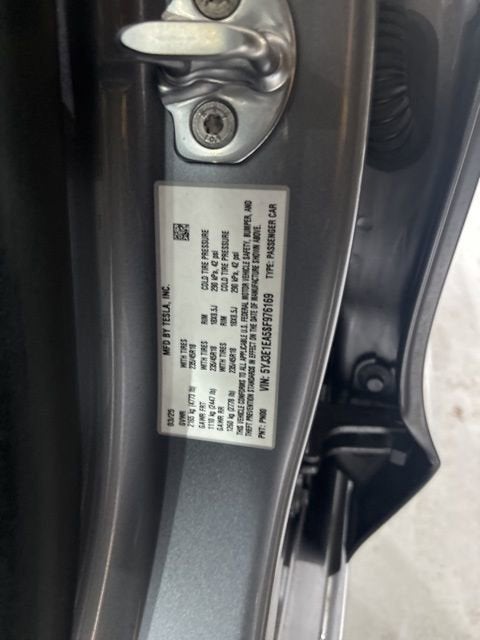 MFD BY TESLA, INC.
03/25
GVWR
2165 kg (4773 lb)
GAWR FRT WITH TIRES RIM COLD TIRE PRESSURE
1110 kg (2447 lb) 235/45R18 18X8.5J 290 kPa, 42 psi
GAWR RR WITH TIRES RIM COLD TIRE PRESSURE
1260 kg (2778 lb) 235/45R18 18X8.5J 290 kPa, 42 psi
THIS VEHICLE CONFORMS TO ALL APPLICABLE U.S. FEDERAL MOTOR VEHICLE SAFETY, BUMPER, AND
THEFT PREVENTION STANDARDS IN EFFECT ON THE DATE OF MANUFACTURE SHOWN ABOVE.
VIN: 5YJ3E1EA5SF976169 TYPE: PASSENGER CAR
PNT: PN00